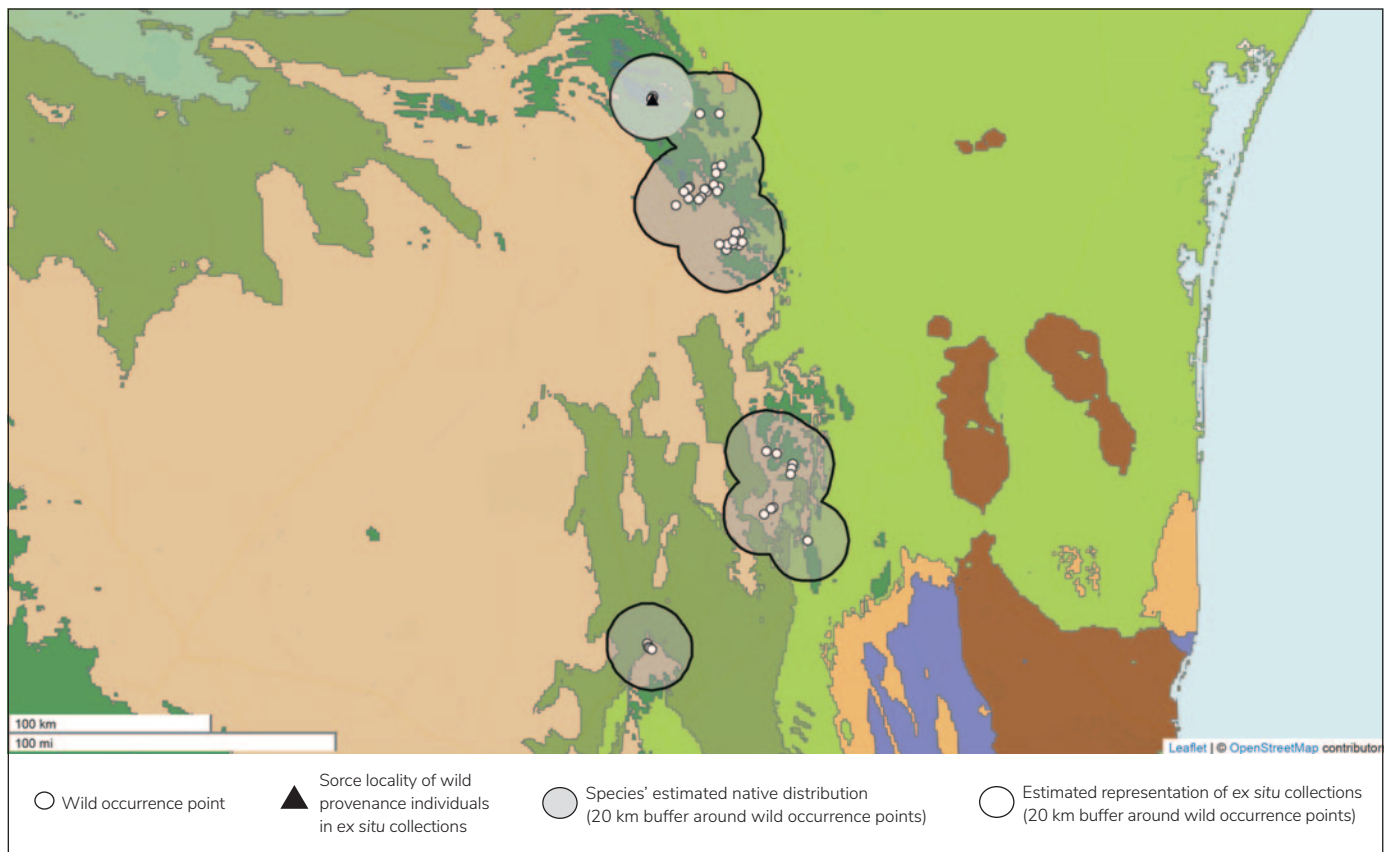 100 km
100 mi
Leaflet | © OpenStreetMap contributor
Wild occurrence point
Sorce locality of wild
provenance individuals
in ex situ collections
Species' estimated native distribution
(20 km buffer around wild occurrence points)
Estimated representation of ex situ collections
(20 km buffer around wild occurrence points)